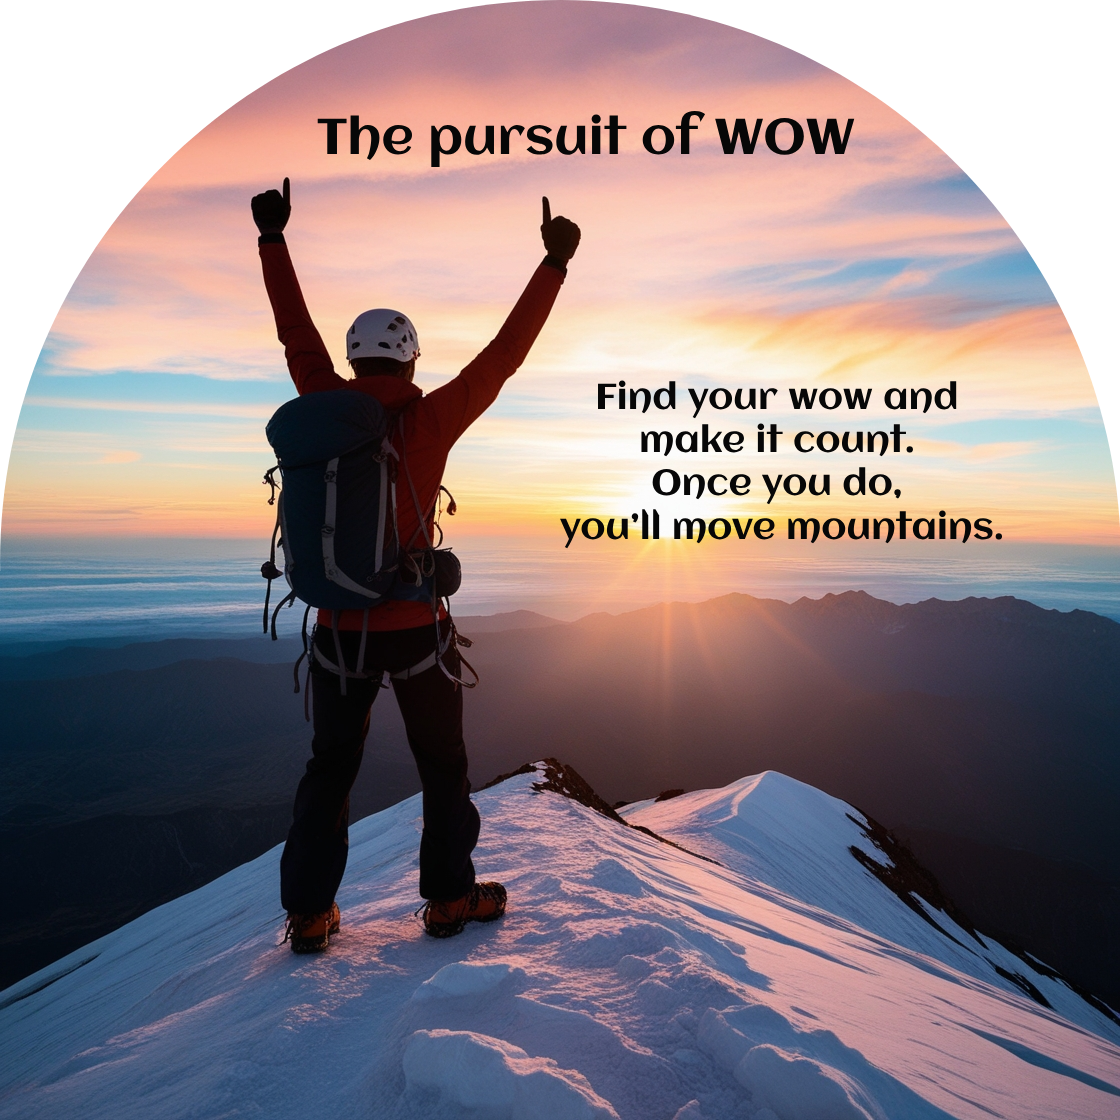 The pursuit of WOW
Find your wow and
make it count.
Once you do,
you'll move mountains.